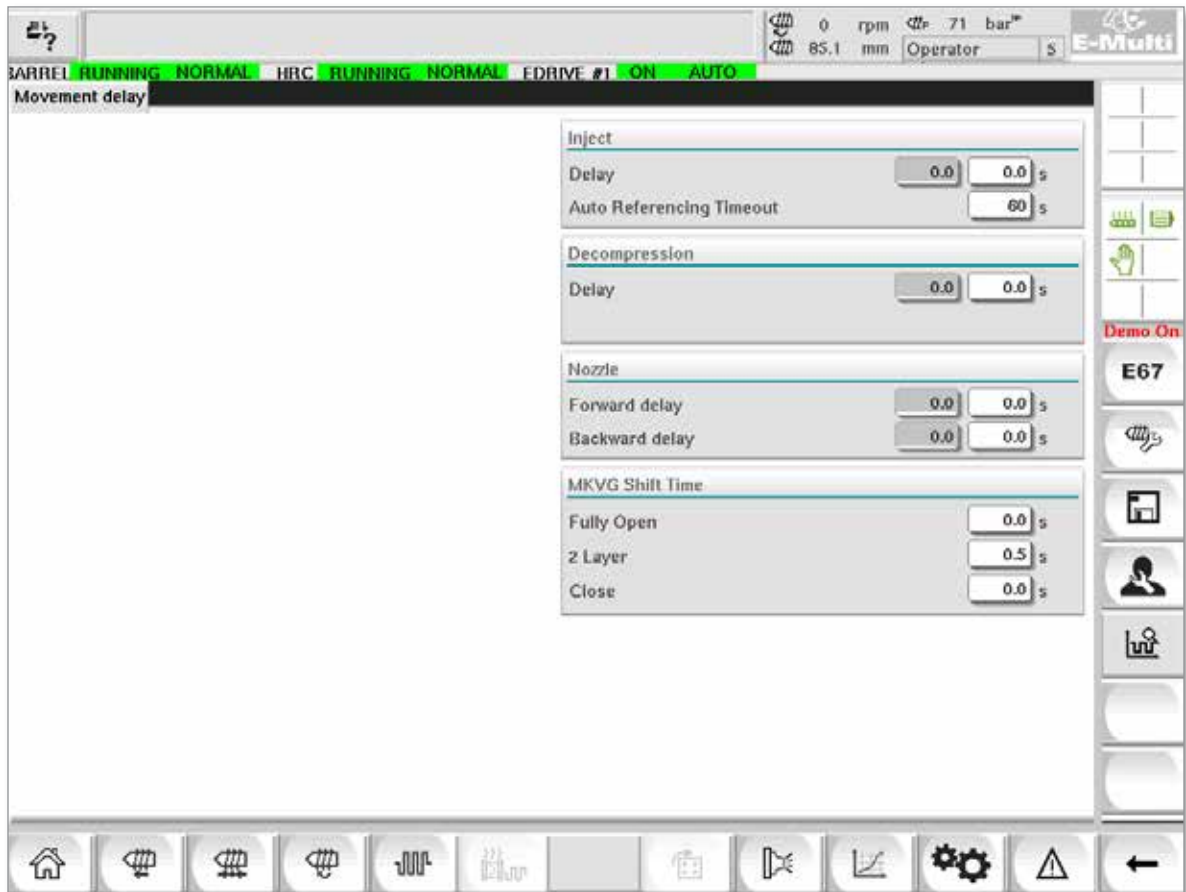 0 rpm 71 bar
85.1 mm Operator S
E-Multi
BARREL RUNNING NORMAL HRC RUNNING NORMAL EDRIVE #1 ON AUTO
Movement delay
Inject
Delay 0.0 0.0 s
Auto Referencing Timeout 60 s
Decompression
Delay 0.0 0.0 s
Nozzle
Forward delay 0.0 0.0 s
Backward delay 0.0 0.0 s
MKVG Shift Time
Fully Open 0.0 s
2 Layer 0.5 s
Close 0.0 s
Demo On
E67